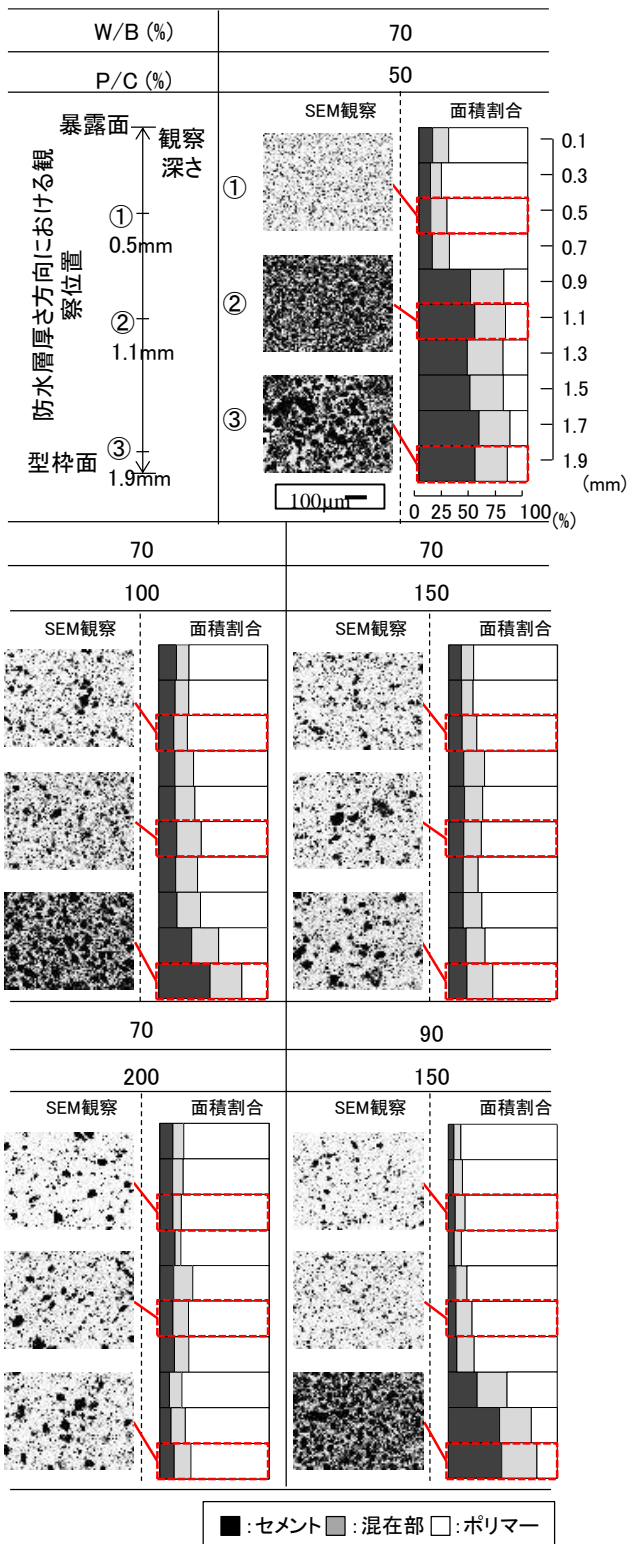 W/B (%) 70
P/C (%) 50
暴露面
観察
深さ
防水層厚さ方向における観
察位置
①
0.5mm
②
1.1mm
③
型枠面
1.9mm
SEM観察 面積割合
①
②
③
0.1
0.3
0.5
0.7
0.9
1.1
1.3
1.5
1.7
1.9
(mm)
100μm
0 25 50 75 100 (%)
70 70
100 150
SEM観察 面積割合 SEM観察 面積割合
70 90
200 150
SEM観察 面積割合 SEM観察 面積割合
■:セメント ■:混在部 □:ポリマー